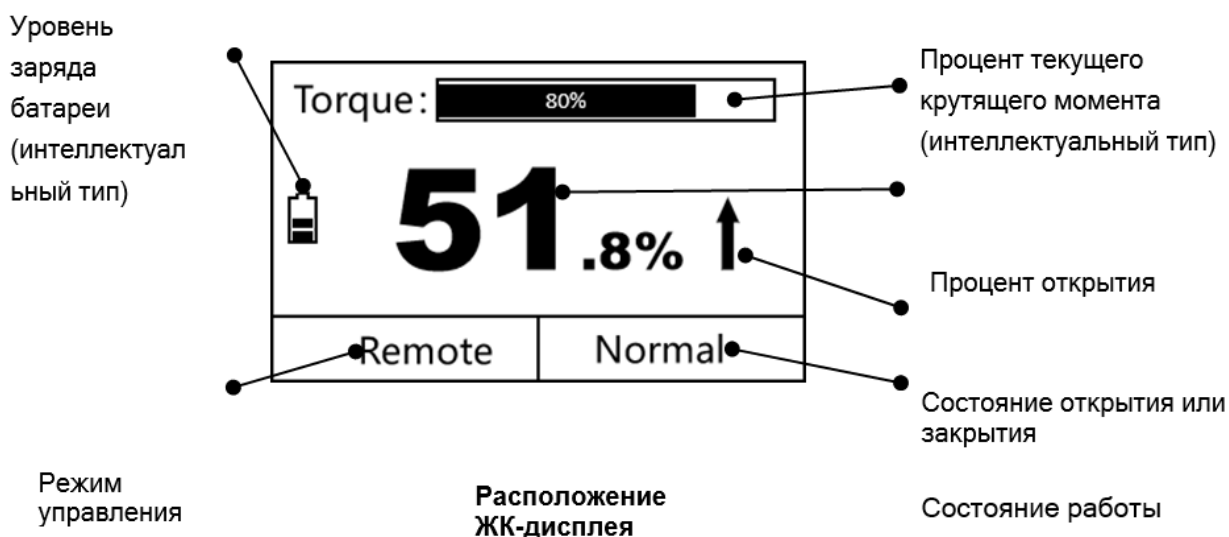 Уровень
заряда
батареи
(интеллектуал
ьный тип)
Torque:
80%
Процент текущего
крутящего момента
(интеллектуальный тип)
51.8%
Процент открытия
Remote
Normal
Состояние открытия или
закрытия
Режим
управления
Расположение
ЖК-дисплея
Состояние работы